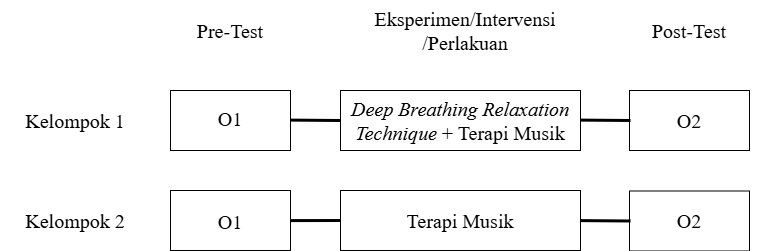 Pre-Test
Eksperimen/Intervensi
/Perlakuan
Post-Test
Kelompok 1
O1
Deep Breathing Relaxation
Technique + Terapi Musik
O2
Kelompok 2
O1
Terapi Musik
O2